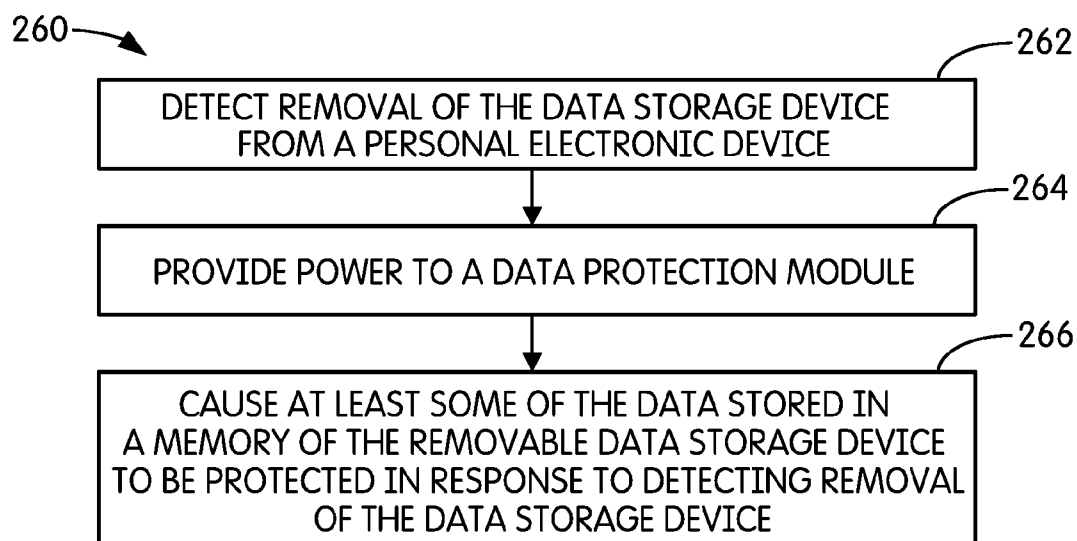 260
262
DETECT REMOVAL OF THE DATA STORAGE DEVICE
FROM A PERSONAL ELECTRONIC DEVICE
264
PROVIDE POWER TO A DATA PROTECTION MODULE
266
CAUSE AT LEAST SOME OF THE DATA STORED IN
A MEMORY OF THE REMOVABLE DATA STORAGE DEVICE
TO BE PROTECTED IN RESPONSE TO DETECTING REMOVAL
OF THE DATA STORAGE DEVICE